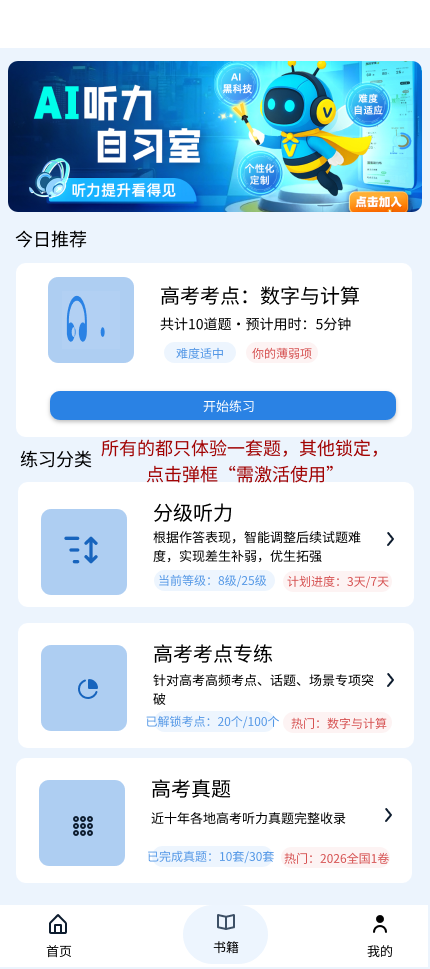 AI听力
自习室
听力提升看得见
AI
黑科技
难度
自适应
个性化
定制
点击加入
今日推荐
高考考点：数字与计算
共计10道题·预计用时：5分钟
难度适中
你的薄弱项
开始练习
练习分类
所有的都只体验一套题，其他锁定，
点击弹框“需激活使用”
分级听力
根据作答表现，智能调整后续试题难
度，实现差生补弱，优生拓强
当前等级：8级/25级
计划进度：3天/7天
高考考点专练
针对高考高频考点、话题、场景专项突
破
已解锁考点：20个/100个
热门：数字与计算
高考真题
近十年各地高考听力真题完整收录
已完成真题：10套/30套
热门：2026全国1卷
首页
书籍
我的